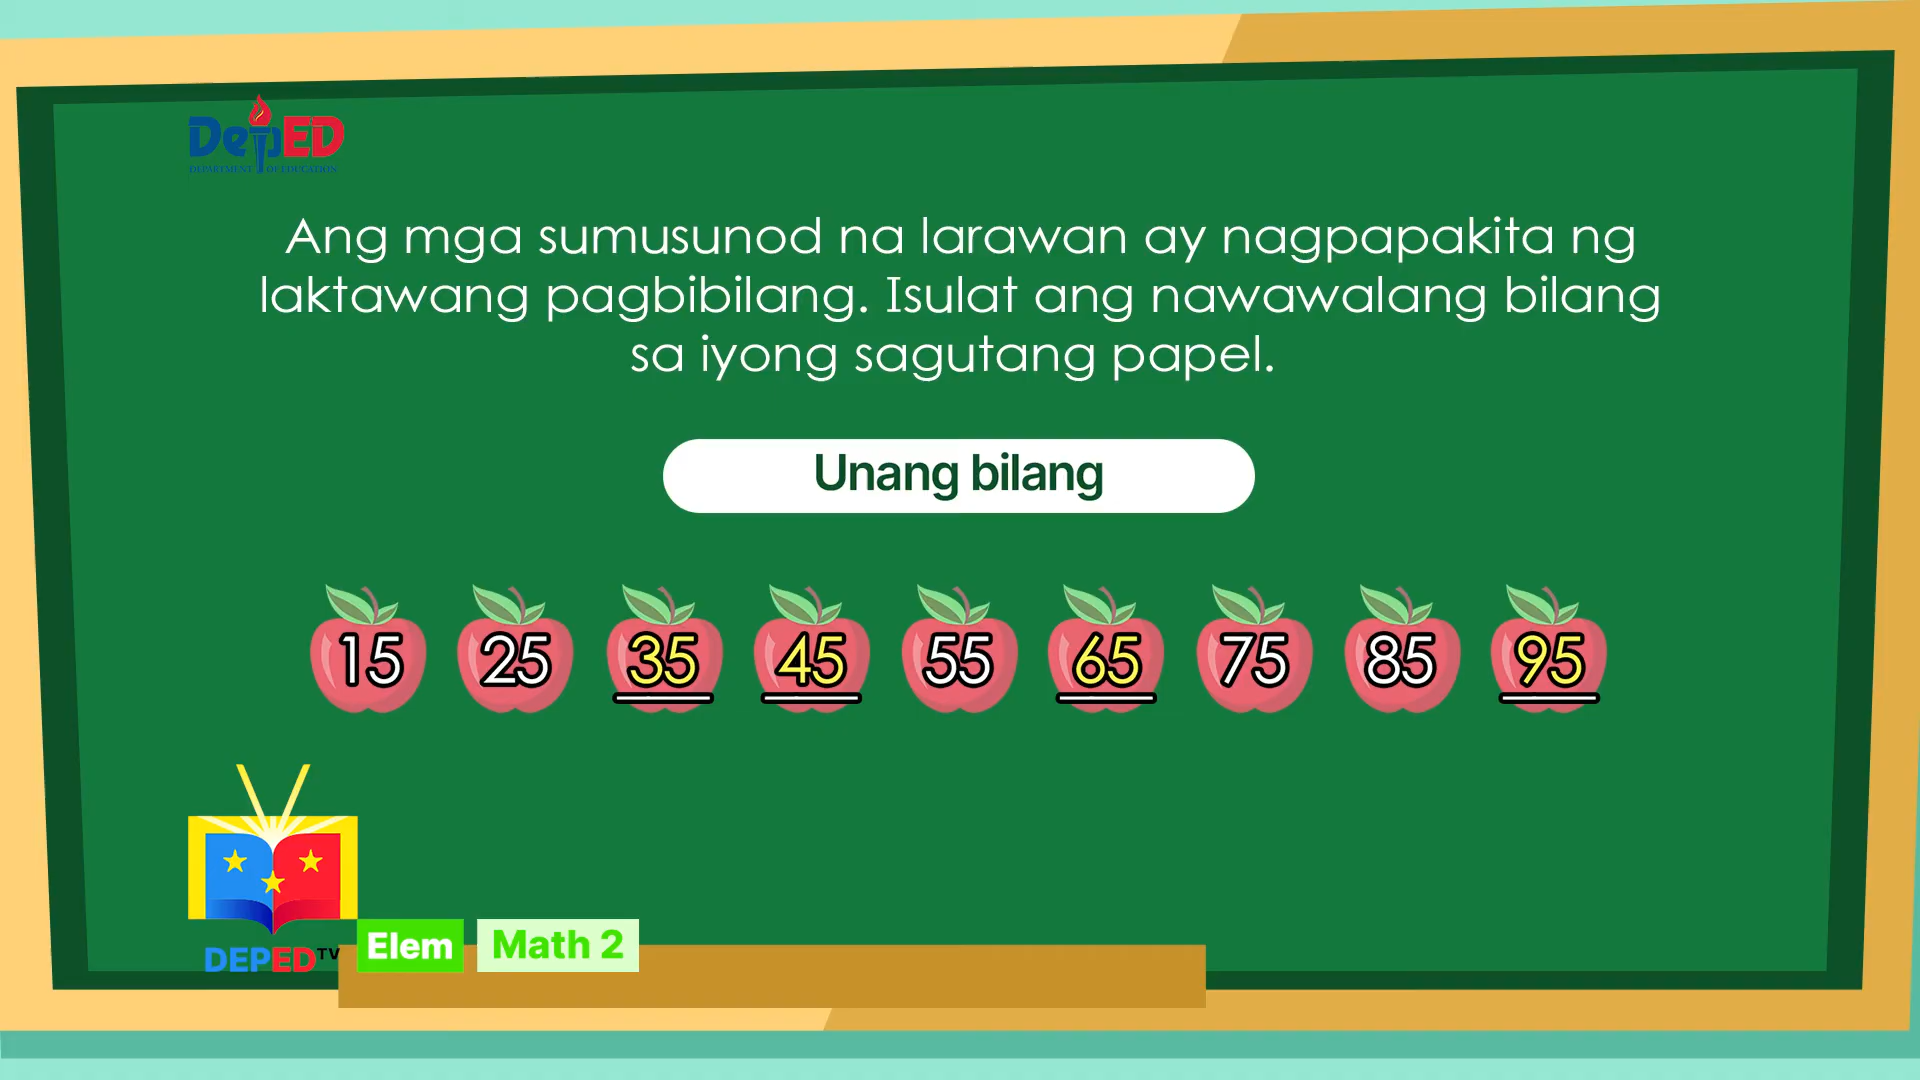 DepED
DEPARTMENT OF EDUCATION
Ang mga sumusunod na larawan ay nagpapakita ng
laktawang pagbibilang. Isulat ang nawawalang bilang
sa iyong sagutang papel.
Unang bilang
15 25 35 45 55 65 75 85 95
DEPED TV
Elem Math 2